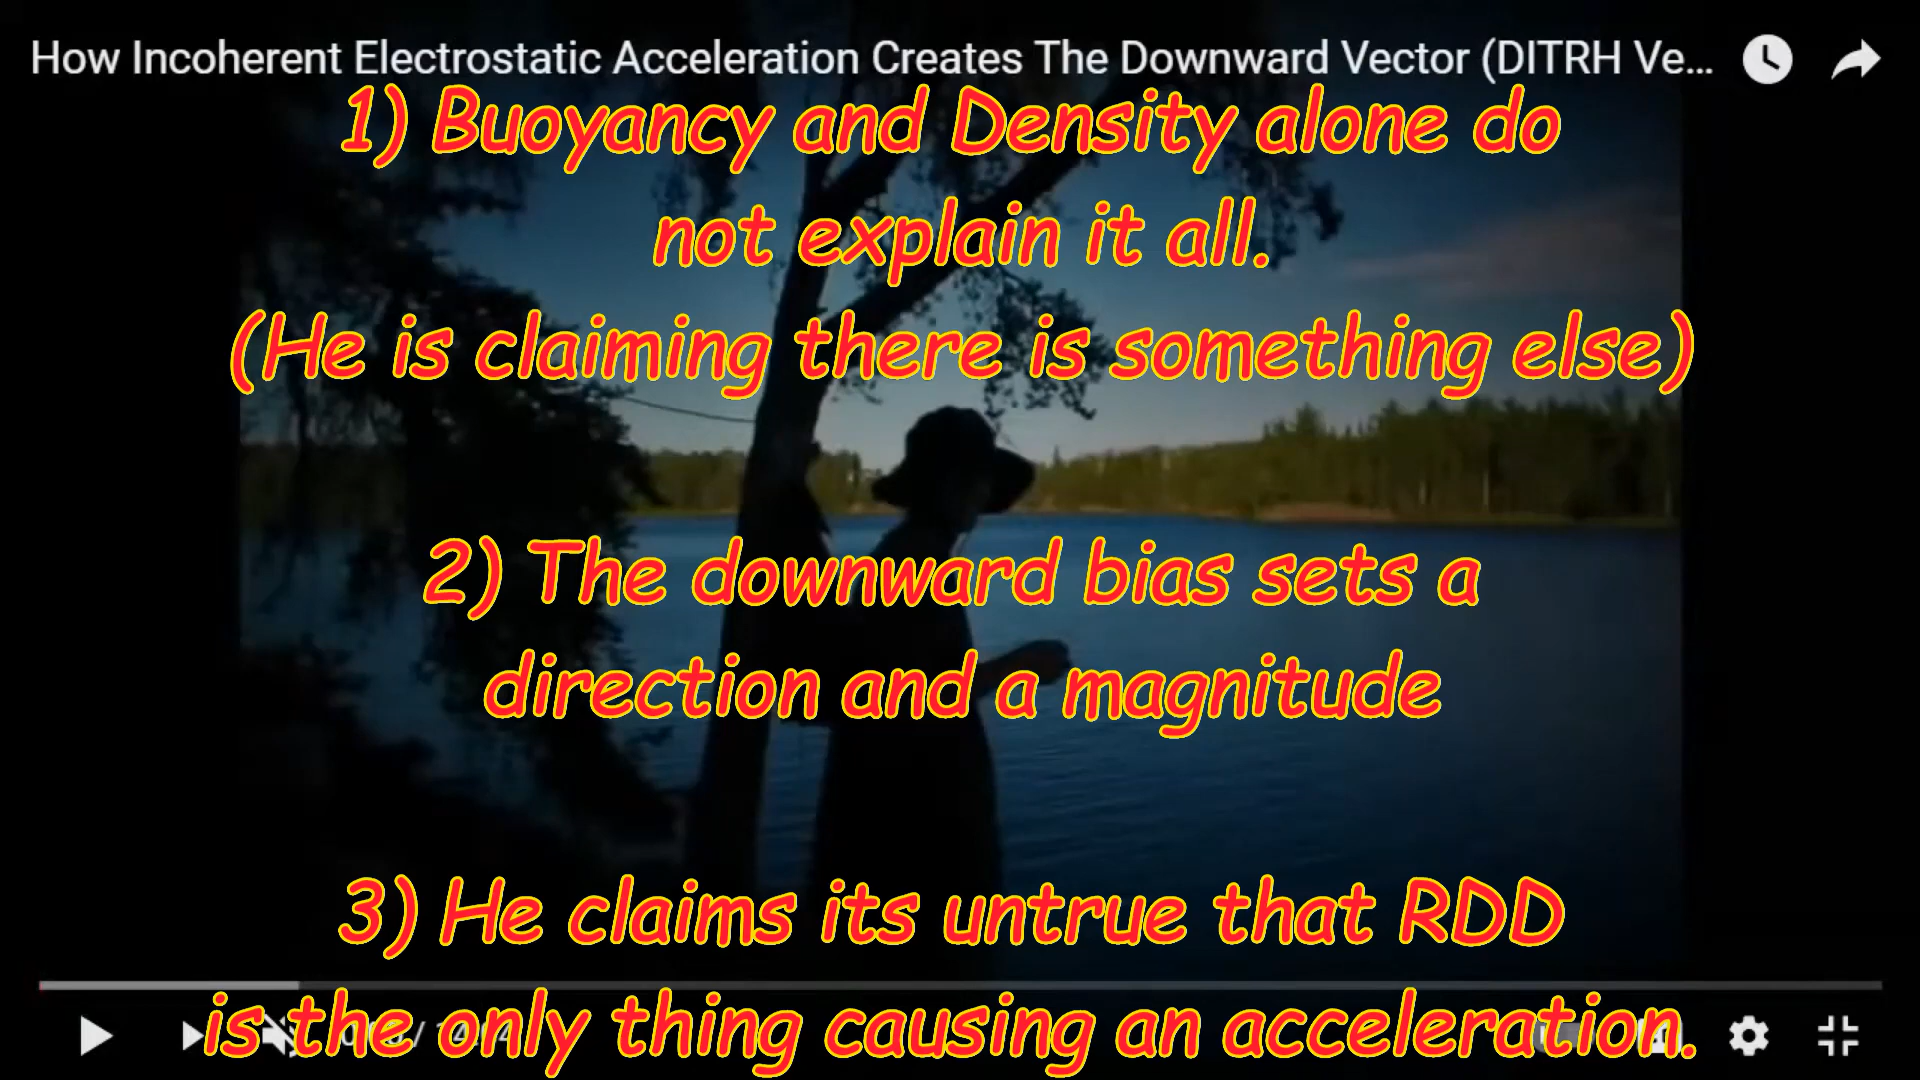 How Incoherent Electrostatic Acceleration Creates The Downward Vector (DITRH Ve...
1) Buoyancy and Density alone do
not explain it all.
(He is claiming there is something else)
2) The downward bias sets a
direction and a magnitude
3) He claims its untrue that RDD
is the only thing causing an acceleration.